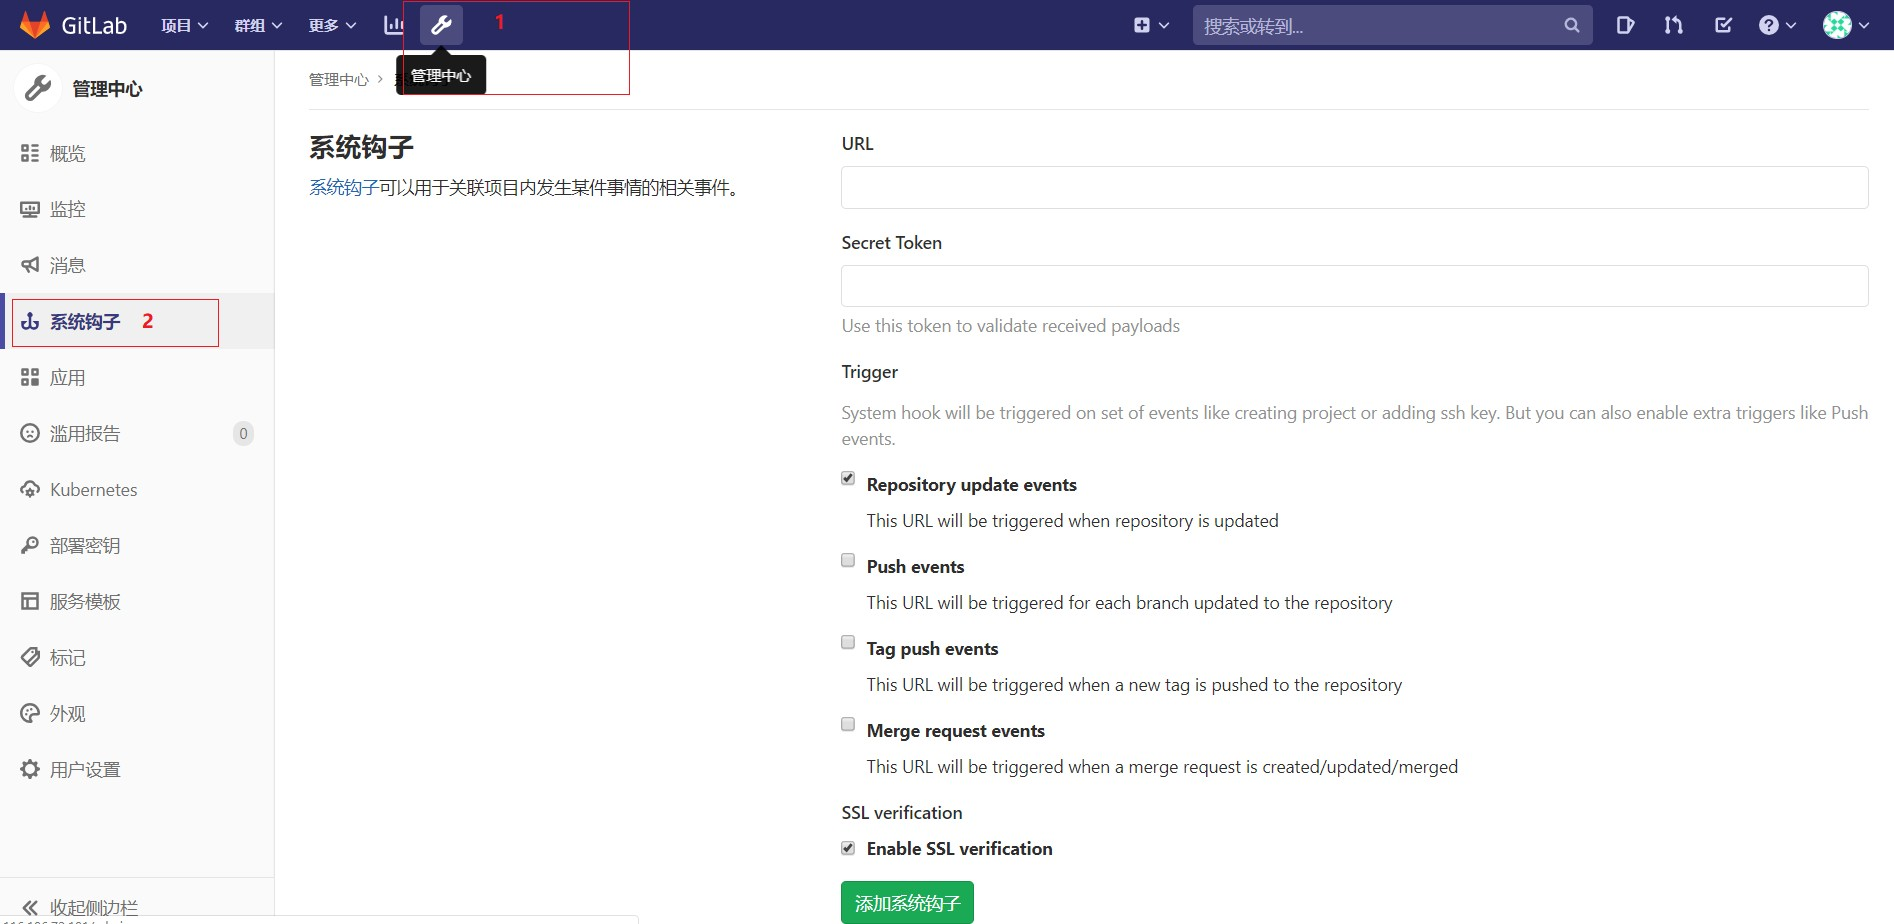 GitLab 项目 群组 更多 1 搜索或转到...
管理中心
管理中心
管理中心 >
概览
监控
消息
系统钩子 2
应用
滥用报告 0
Kubernetes
部署密钥
服务模板
标记
外观
用户设置
收起侧边栏
系统钩子
系统钩子可以用于关联项目内发生某件事情的相关事件。
URL
Secret Token
Use this token to validate received payloads
Trigger
System hook will be triggered on set of events like creating project or adding ssh key. But you can also enable extra triggers like Push
events.
Repository update events
This URL will be triggered when repository is updated
Push events
This URL will be triggered for each branch updated to the repository
Tag push events
This URL will be triggered when a new tag is pushed to the repository
Merge request events
This URL will be triggered when a merge request is created/updated/merged
SSL verification
Enable SSL verification
添加系统钩子